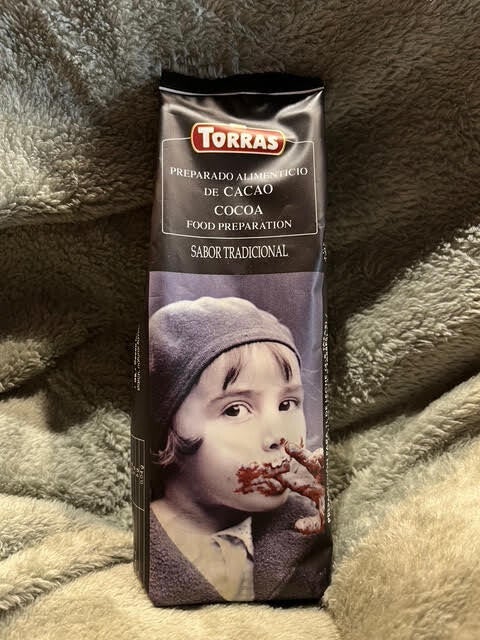 TORRAS
PREPARADO ALIMENTICIO
DE CACAO
COCOA
FOOD PREPARATION
SABOR TRADICIONAL